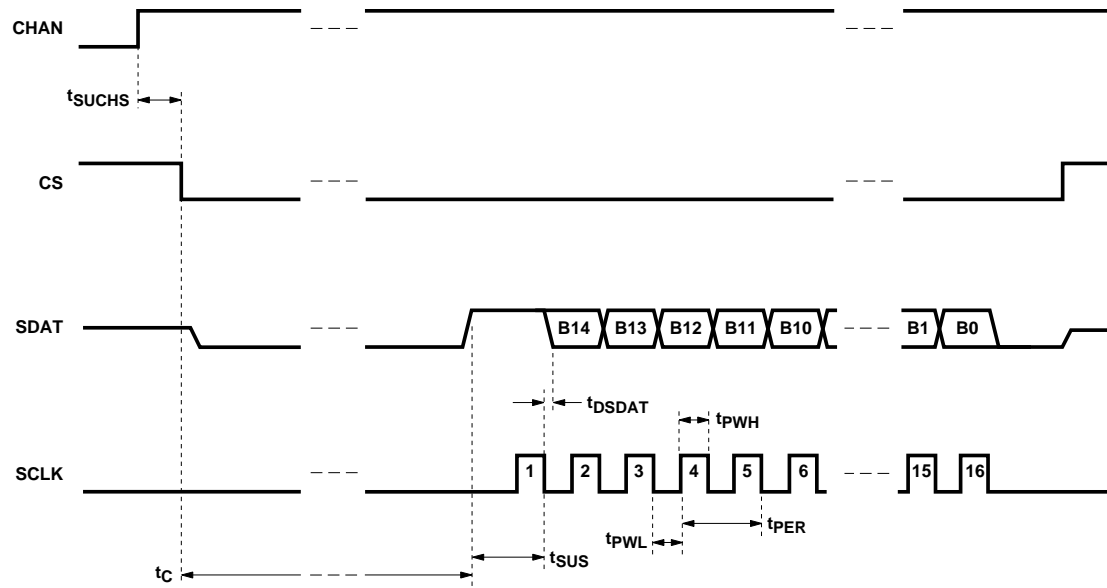 CHAN
tSUCHS
CS
SDAT
B14 B13 B12 B11 B10 B1 B0
tDSDAT
tPWH
SCLK
1 2 3 4 5 6 15 16
tPWL
tPER
tSUS
tC